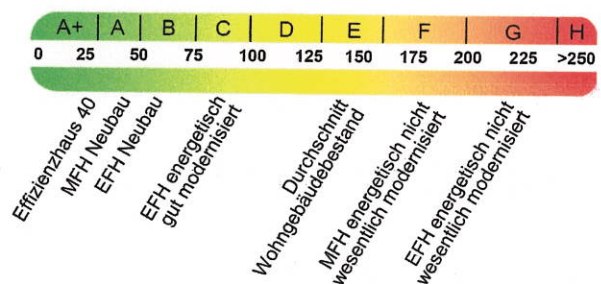 A+ A B C D E F G H
0 25 50 75 100 125 150 175 200 225 >250
Effizienzhaus 40
MFH Neubau
EFH Neubau
EFH energetisch
gut modernisiert
Durchschnitt
Wohngebäudebestand
MFH energetisch nicht
wesentlich modernisiert
EFH energetisch nicht
wesentlich modernisiert